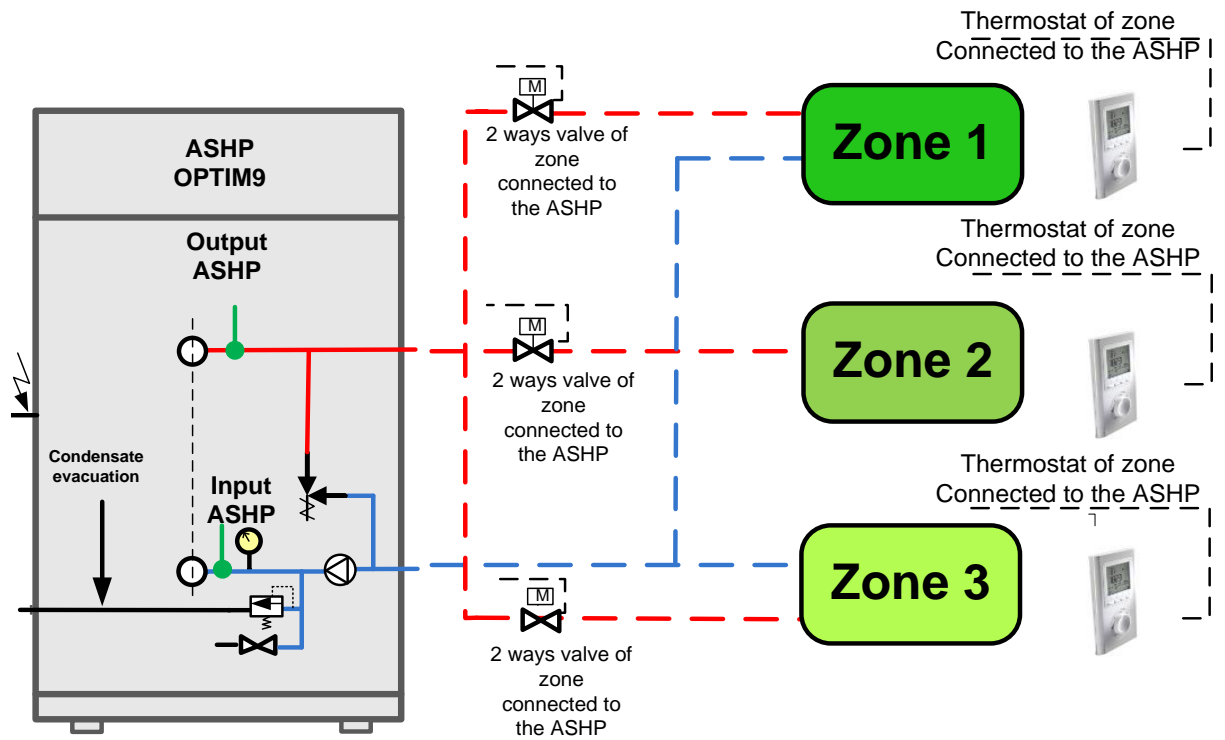 Thermostat of zone
Connected to the ASHP
M
2 ways valve of
zone
connected to
the ASHP
Zone 1
ASHP
OPTIM9
Thermostat of zone
Connected to the ASHP
Output
ASHP
M
2 ways valve of
zone
connected to
the ASHP
Zone 2
Condensate
evacuation
Input
ASHP
Thermostat of zone
Connected to the ASHP
M
2 ways valve of
zone
connected to
the ASHP
Zone 3